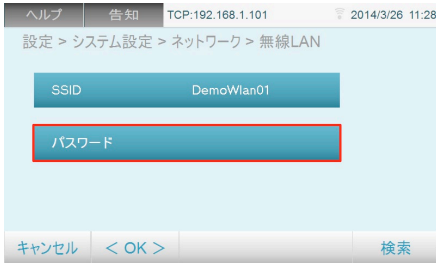 ヘルプ 告知 TCP:192.168.1.101 2014/3/26 11:28
設定 > システム設定 > ネットワーク > 無線LAN
SSID DemoWlan01
パスワード
キャンセル < OK > 検索